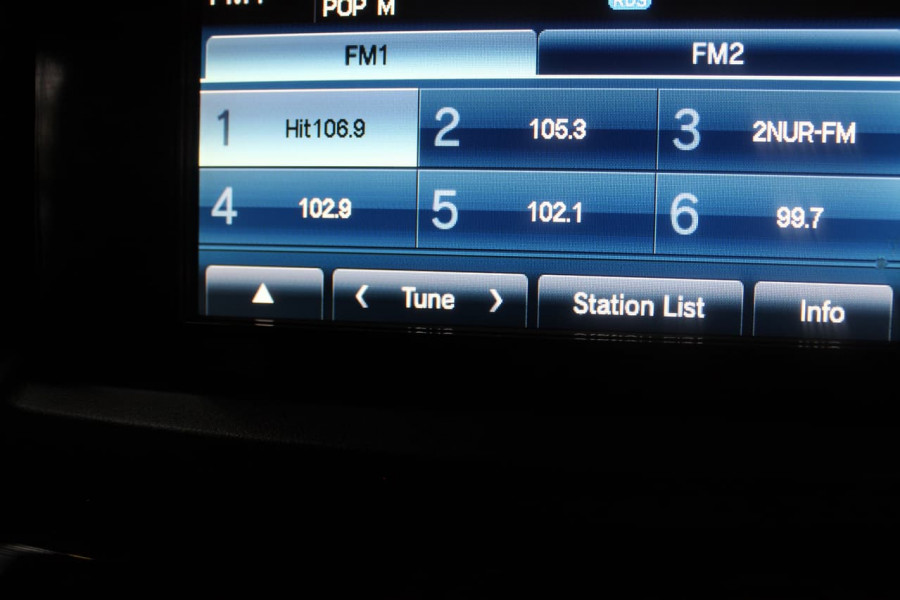 POP M
RDS
FM1
FM2
1 Hit106.9
2 105.3
3 2NUR-FM
4 102.9
5 102.1
6 99.7
Tune
Station List
Info